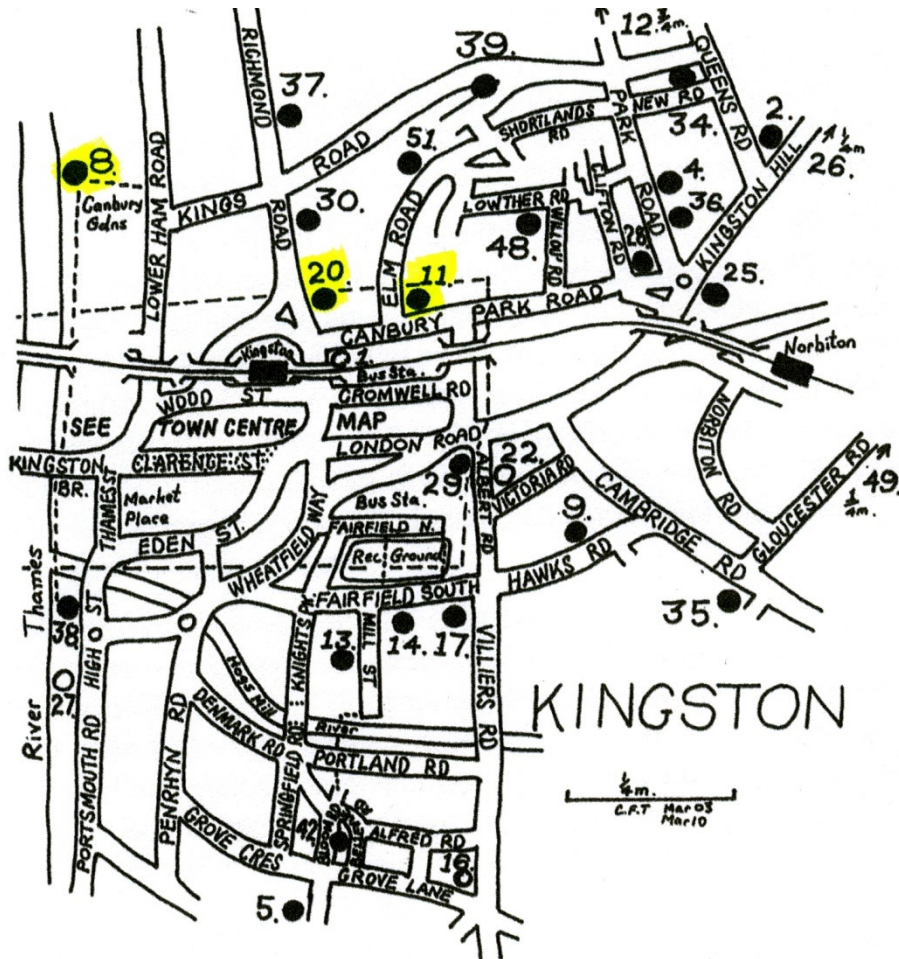 12. 3/4 m.
39.
RICHMOND
ROAD
37.
QUEENS RD
NEW RD
34.
2.
SHORTLANDS
RD
PARK
ROAD
1/4 m
26.
51.
8.
Canbury
Gdns
LOWER HAM ROAD
KINGS
ROAD
30.
ELM ROAD
LOWTHER RD
WILLOW RD
CLIFTON RD
4.
36.
48.
28.
KINGSTON HILL
20.
11.
25.
CANBURY
PARK ROAD
Kingston
1.
Bus Sta.
Norbiton
WOOD
ST
CROMWELL RD
SEE
TOWN CENTRE
MAP
LONDON ROAD
KINGSTON
BR.
CLARENCE ST
29.
ALBERT RD
22.
VICTORIA RD
NORBITON RD
GLOUCESTER RD
49.
1/4 m.
THAMES ST
Market
Place
Bus Sta.
FAIRFIELD N.
9.
CAMBRIDGE RD
EDEN ST.
WHEATFIELD WAY
Rec. Ground
HAWKS RD
River Thames
FAIRFIELD SOUTH
35.
38.
HIGH ST
KNIGHTS PK
13.
MILL ST
14.
17.
VILLIERS RD
KINGSTON
27.
Hogs Mill
River
DENMARK RD
PORTLAND RD
PORTSMOUTH RD
PENRHYN RD
SPRINGFIELD RD
1/4 m.
C.F.T Mar 03
Mar 10
42.
ALFRED RD
GROVE CRES
GROVE LANE
16.
5.